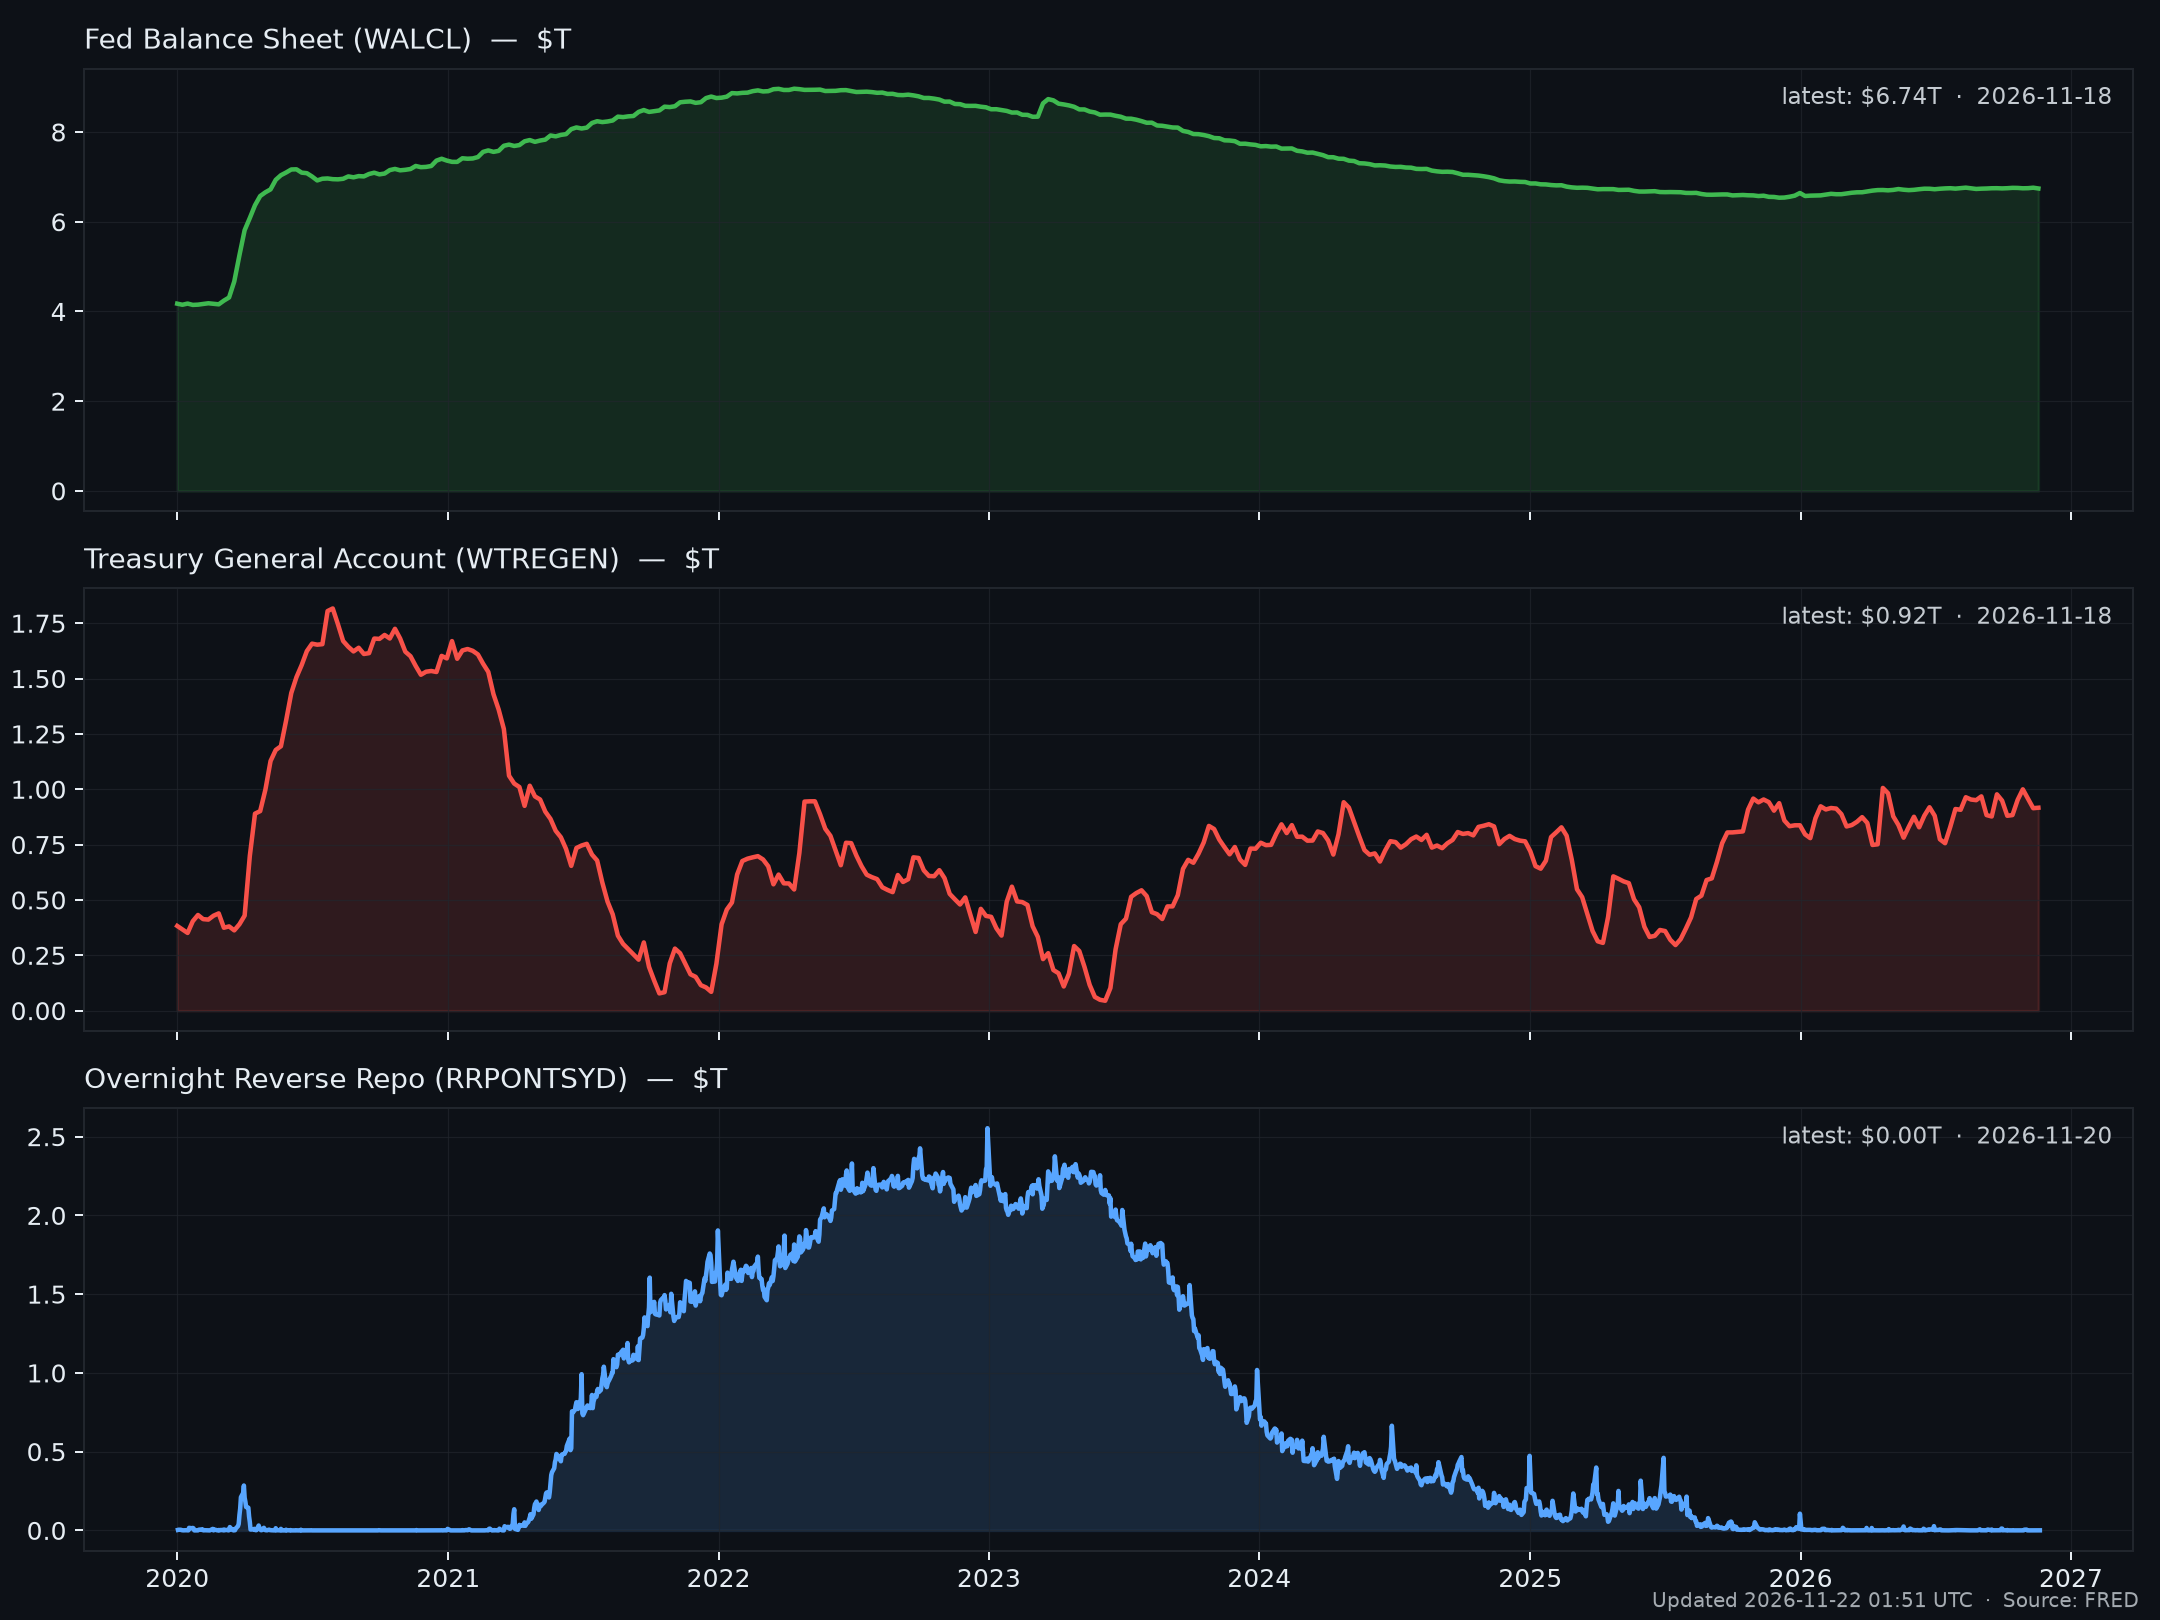 Fed Balance Sheet (WALCL) — $T
latest: $6.74T · 2026-11-18
8
6
4
2
0
Treasury General Account (WTREGEN) — $T
latest: $0.92T · 2026-11-18
1.75
1.50
1.25
1.00
0.75
0.50
0.25
0.00
Overnight Reverse Repo (RRPONTSYD) — $T
latest: $0.00T · 2026-11-20
2.5
2.0
1.5
1.0
0.5
0.0
2020 2021 2022 2023 2024 2025 2026 2027
Updated 2026-11-22 01:51 UTC · Source: FRED